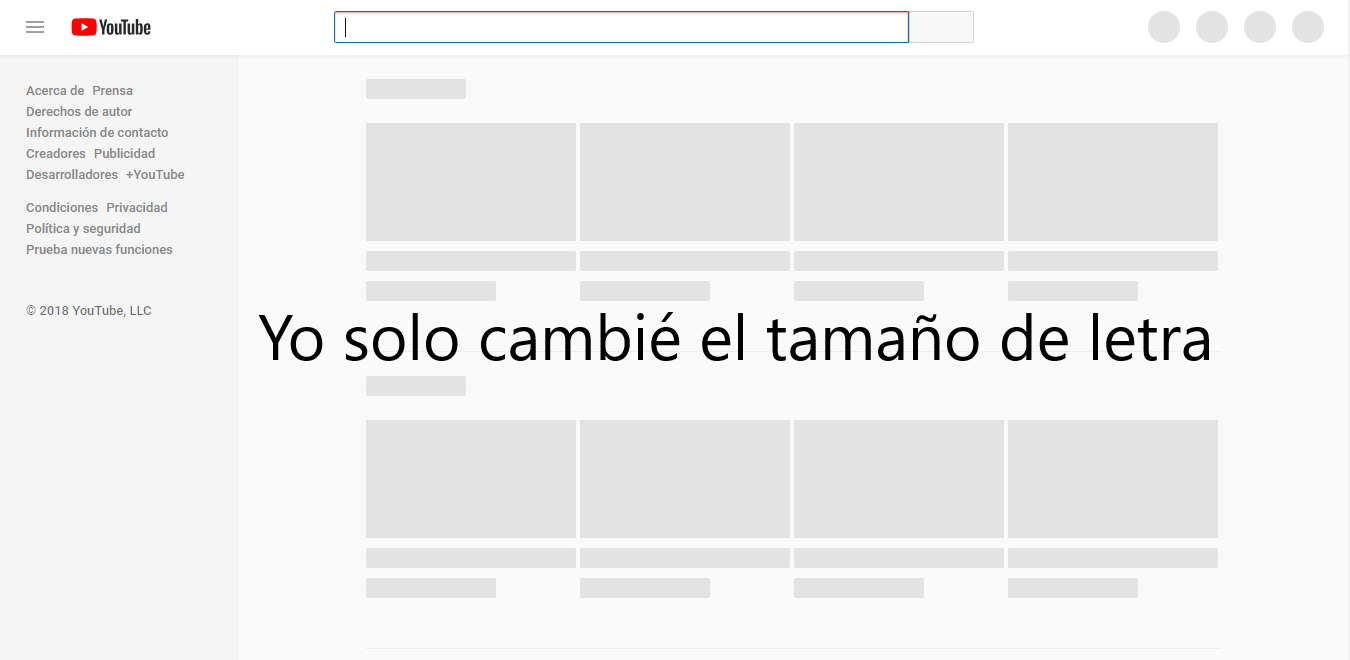 YouTube
Acerca de Prensa
Derechos de autor
Información de contacto
Creadores Publicidad
Desarrolladores +YouTube
Condiciones Privacidad
Política y seguridad
Prueba nuevas funciones
© 2018 YouTube, LLC
Yo solo cambié el tamaño de letra